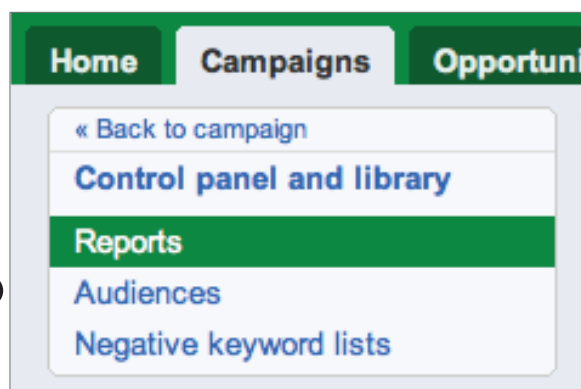 Home Campaigns Opportuni
« Back to campaign
Control panel and library
Reports
Audiences
Negative keyword lists